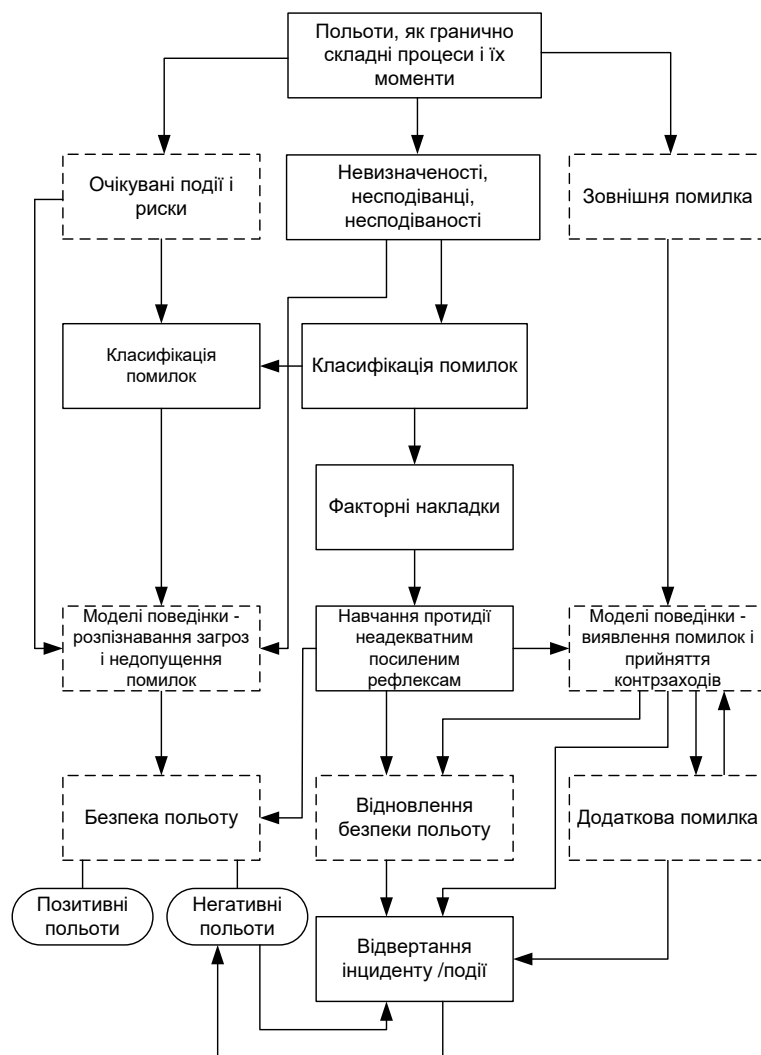 Польоти, як гранично
складні процеси і їх
моменти
Очікувані події і
риски
Невизначеності,
несподіванці,
несподіваності
Зовнішня помилка
Класифікація
помилок
Класифікація помилок
Факторні накладки
Моделі поведінки -
розпізнавання загроз
і недопущення
помилок
Навчання протидії
неадекватним
посиленим
рефлексам
Моделі поведінки -
виявлення помилок і
прийняття
контрзаходів
Безпека польоту
Відновлення
безпеки польоту
Додаткова помилка
Позитивні
польоти
Негативні
польоти
Відвертання
інциденту /події